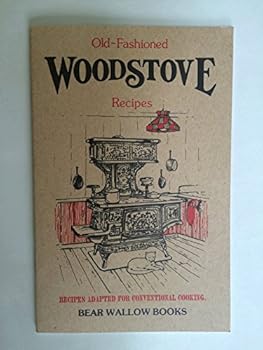 Old-Fashioned
WOODSTOVE
Recipes
RECIPES ADAPTED FOR CONVENTIONAL COOKING.
BEAR WALLOW BOOKS